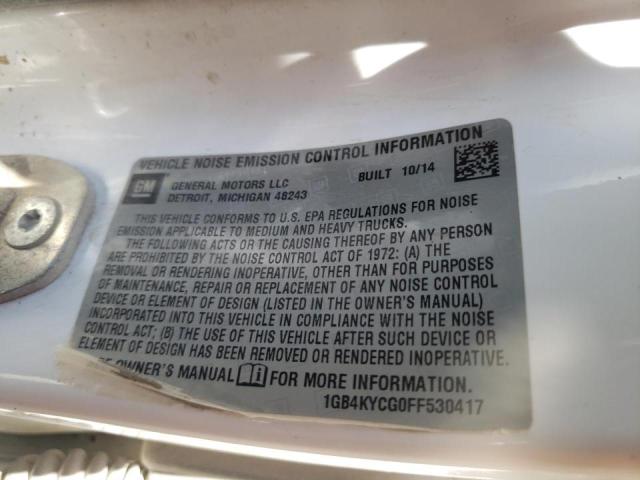 VEHICLE NOISE EMISSION CONTROL INFORMATION
GM
GENERAL MOTORS LLC BUILT 10/14
DETROIT, MICHIGAN 48243
THIS VEHICLE CONFORMS TO U.S. EPA REGULATIONS FOR NOISE
EMISSION APPLICABLE TO MEDIUM AND HEAVY TRUCKS.
THE FOLLOWING ACTS OR THE CAUSING THEREOF BY ANY PERSON
ARE PROHIBITED BY THE NOISE CONTROL ACT OF 1972: (A) THE
REMOVAL OR RENDERING INOPERATIVE, OTHER THAN FOR PURPOSES
OF MAINTENANCE, REPAIR OR REPLACEMENT OF ANY NOISE CONTROL
DEVICE OR ELEMENT OF DESIGN (LISTED IN THE OWNER'S MANUAL)
INCORPORATED INTO THIS VEHICLE IN COMPLIANCE WITH THE NOISE
CONTROL ACT; (B) THE USE OF THIS VEHICLE AFTER SUCH DEVICE OR
ELEMENT OF DESIGN HAS BEEN REMOVED OR RENDERED INOPERATIVE.
OWNER'S MANUAL FOR MORE INFORMATION.
1GB4KYCG0FF530417